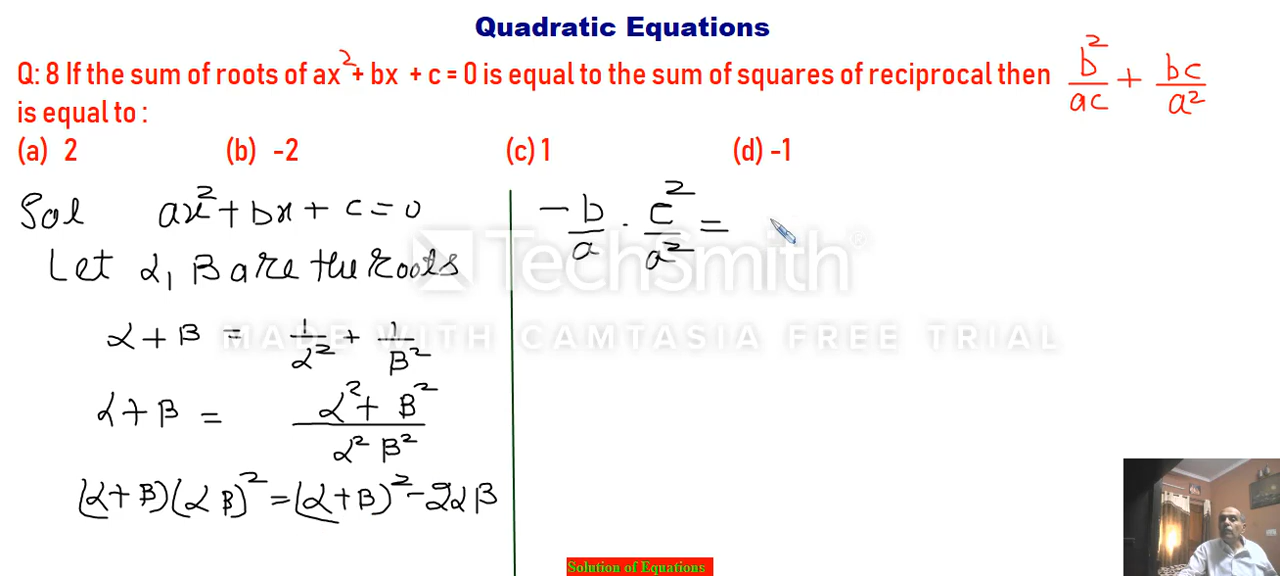 Quadratic Equations
Q: 8 If the sum of roots of ax² + bx + c = 0 is equal to the sum of squares of reciprocal then b²/ac + bc/a²
is equal to :
(a) 2 (b) -2 (c) 1 (d) -1
Sol ax² + bx + c = 0
Let α, β are the roots
α + β = 1/α² + 1/β²
α + β = α² + β² / α² β²
(α + β)(α β)² = (α + β)² - 2αβ
-b/a . c²/a² =
TechSmith®
MADE WITH CAMTASIA FREE TRIAL
Solution of Equations